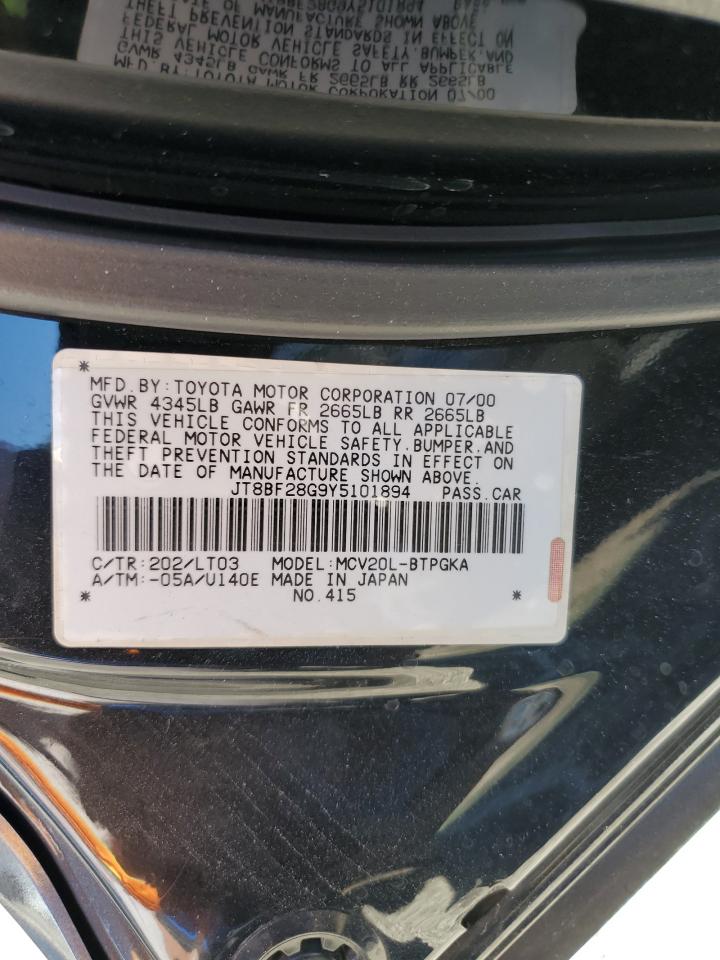 MFD.BY:TOYOTA MOTOR CORPORATION 07/00
GVWR 4345LB GAWR FR 2665LB RR 2665LB
THIS VEHICLE CONFORMS TO ALL APPLICABLE
FEDERAL MOTOR VEHICLE SAFETY,BUMPER,AND
THEFT PREVENTION STANDARDS IN EFFECT ON
THE DATE OF MANUFACTURE SHOWN ABOVE.
JT8BF28G9Y5101894 PASS.CAR
C/TR:202/LT03 MODEL:MCV20L-BTPGKA
A/TM:-05A/U140E MADE IN JAPAN
NO.415